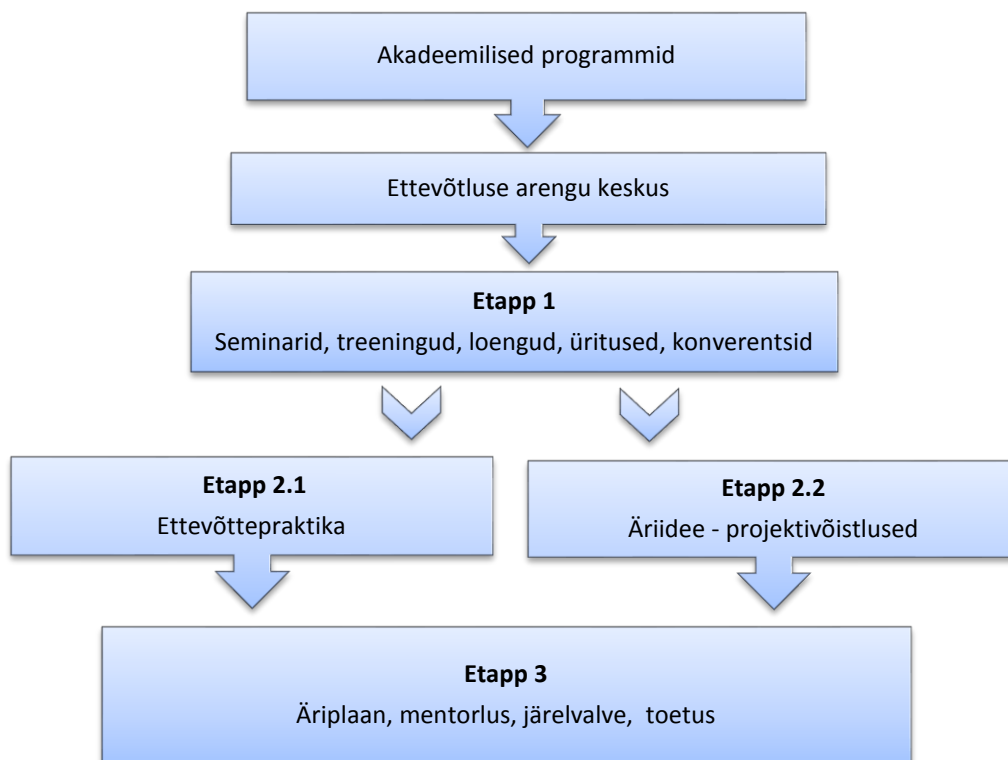 Akadeemilised programmid
Ettevõtluse arengu keskus
Etapp 1
Seminarid, treeningud, loengud, üritused, konverentsid
Etapp 2.1
Ettevõttepraktika
Etapp 2.2
Äriidee - projektivõistlused
Etapp 3
Äriplaan, mentorlus, järelvalve, toetus